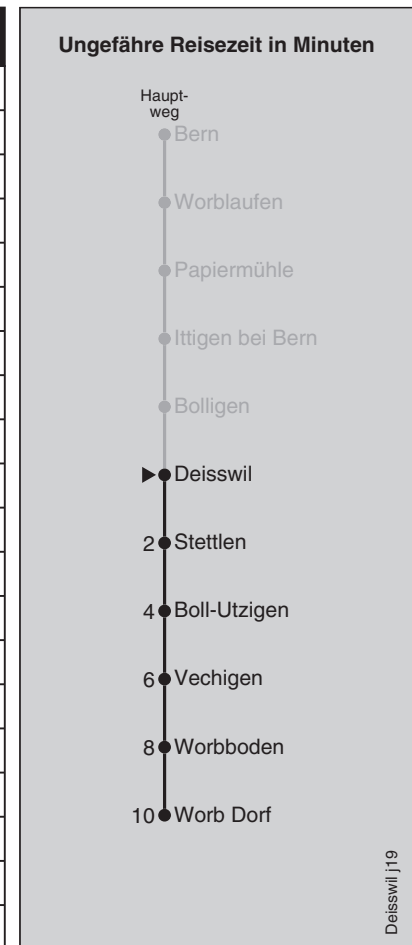 Ungefähre Reisezeit in Minuten
Haupt-
weg
Bern
Worblaufen
Papiermühle
Ittigen bei Bern
Bolligen
Deisswil
2 Stettlen
4 Boll-Utzigen
6 Vechigen
8 Worbboden
10 Worb Dorf
Deisswil j19